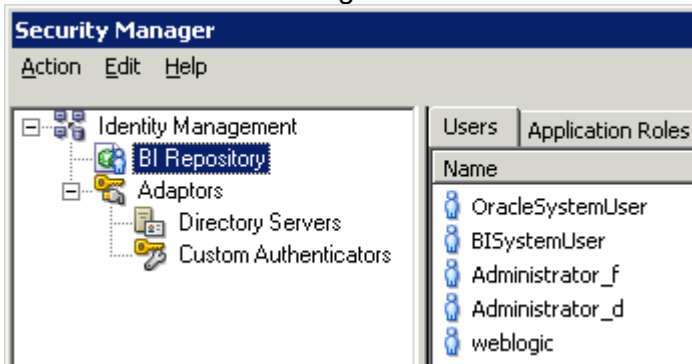 Security Manager
Action Edit Help
Identity Management
BI Repository
Adaptors
Directory Servers
Custom Authenticators
Users Application Roles
Name
OracleSystemUser
BISystemUser
Administrator_f
Administrator_d
weblogic